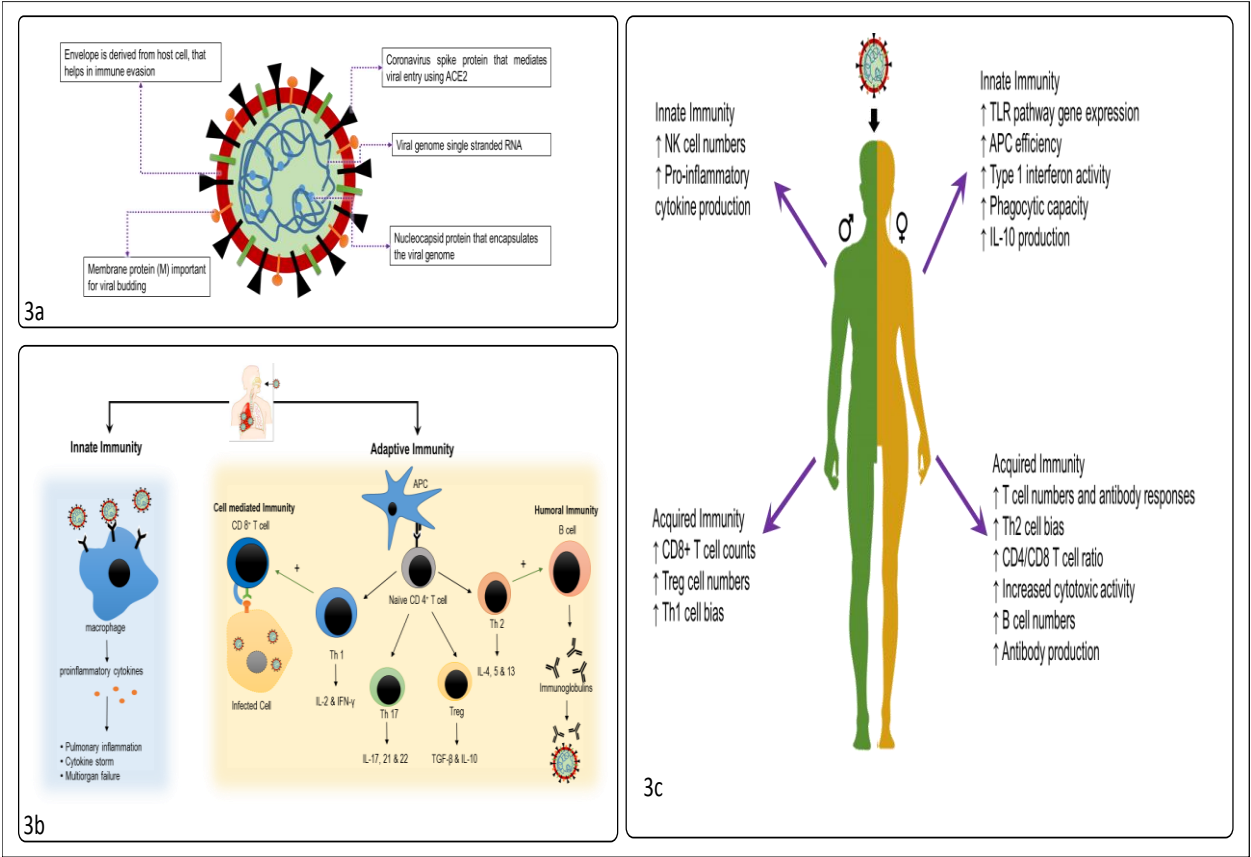 Envelope is derived from host cell, that
helps in immune evasion
Coronavirus spike protein that mediates
viral entry using ACE2
Viral genome single stranded RNA
Nucleocapsid protein that encapsulates
the viral genome
Membrane protein (M) important
for viral budding
3a
Innate Immunity
Adaptive Immunity
macrophage
proinflammatory cytokines
• Pulmonary inflammation
• Cytokine storm
• Multiorgan failure
APC
Cell mediated Immunity
CD 8⁺ T cell
+
Infected Cell
Naive CD 4⁺ T cell
Th 1
IL-2 & IFN-γ
Th 17
IL-17, 21 & 22
Treg
TGF-β & IL-10
Th 2
IL-4, 5 & 13
+
Humoral Immunity
B cell
Immunoglobulins
3b
Innate Immunity
↑ NK cell numbers
↑ Pro-inflammatory
cytokine production
Innate Immunity
↑ TLR pathway gene expression
↑ APC efficiency
↑ Type 1 interferon activity
↑ Phagocytic capacity
↑ IL-10 production
♂
♀
Acquired Immunity
↑ CD8+ T cell counts
↑ Treg cell numbers
↑ Th1 cell bias
Acquired Immunity
↑ T cell numbers and antibody responses
↑ Th2 cell bias
↑ CD4/CD8 T cell ratio
↑ Increased cytotoxic activity
↑ B cell numbers
↑ Antibody production
3c